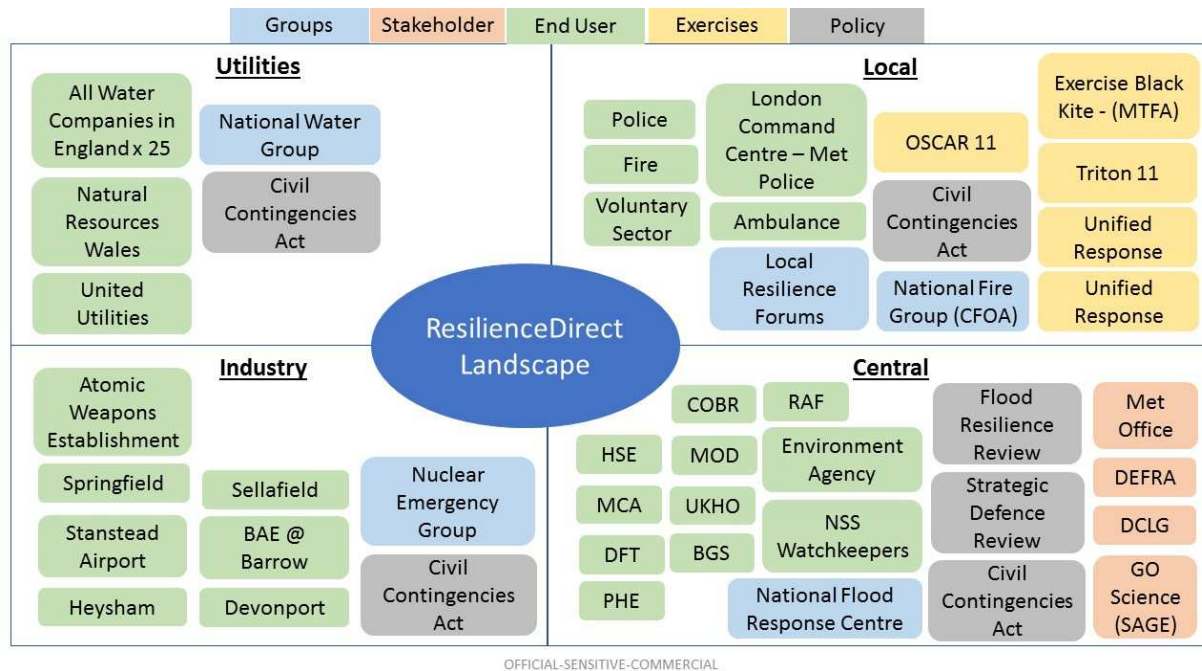 Groups
Stakeholder
End User
Exercises
Policy
Utilities
All Water
Companies in
England x 25
National Water
Group
Natural
Resources
Wales
Civil
Contingencies
Act
United
Utilities
Local
Police
Fire
Voluntary
Sector
London
Command
Centre – Met
Police
Ambulance
Local
Resilience
Forums
OSCAR 11
Civil
Contingencies
Act
National Fire
Group (CFOA)
Exercise Black
Kite - (MTFA)
Triton 11
Unified
Response
Unified
Response
ResilienceDirect
Landscape
Industry
Atomic
Weapons
Establishment
Springfield
Stanstead
Airport
Heysham
Sellafield
BAE @
Barrow
Devonport
Nuclear
Emergency
Group
Civil
Contingencies
Act
Central
HSE
MCA
DFT
PHE
COBR
MOD
UKHO
BGS
RAF
Environment
Agency
NSS
Watchkeepers
National Flood
Response Centre
Flood
Resilience
Review
Strategic
Defence
Review
Civil
Contingencies
Act
Met
Office
DEFRA
DCLG
GO
Science
(SAGE)
OFFICIAL-SENSITIVE-COMMERCIAL